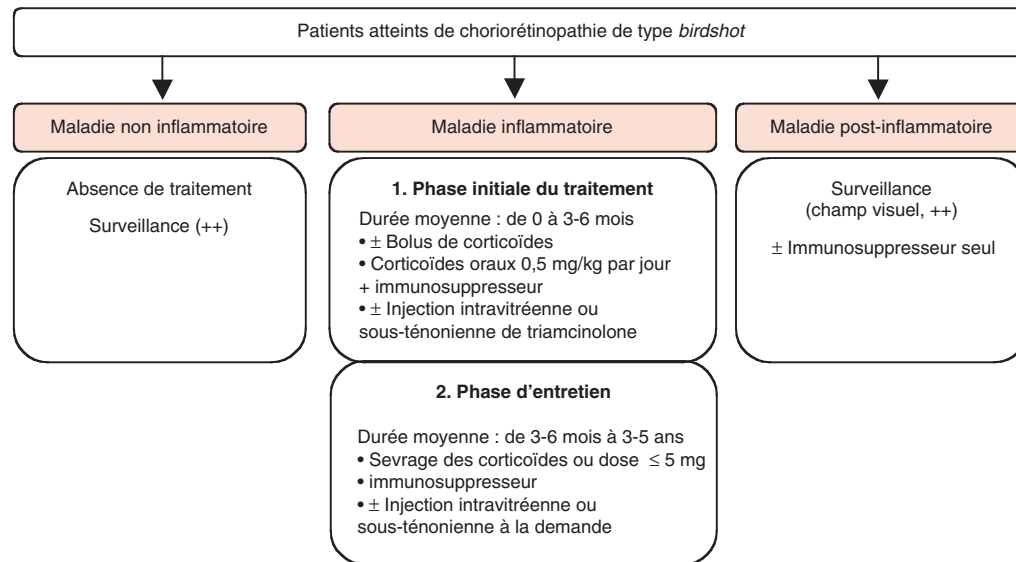 Patients atteints de choriorétinopathie de type birdshot
Maladie non inflammatoire
Absence de traitement
Surveillance (++)
Maladie inflammatoire
1. Phase initiale du traitement
Durée moyenne : de 0 à 3-6 mois
• ± Bolus de corticoïdes
• Corticoïdes oraux 0,5 mg/kg par jour
+ immunosuppresseur
• ± Injection intravitréenne ou
sous-ténonienne de triamcinolone
2. Phase d’entretien
Durée moyenne : de 3-6 mois à 3-5 ans
• Sevrage des corticoïdes ou dose ≤ 5 mg
• immunosuppresseur
• ± Injection intravitréenne ou
sous-ténonienne à la demande
Maladie post-inflammatoire
Surveillance
(champ visuel, ++)
± Immunosuppresseur seul